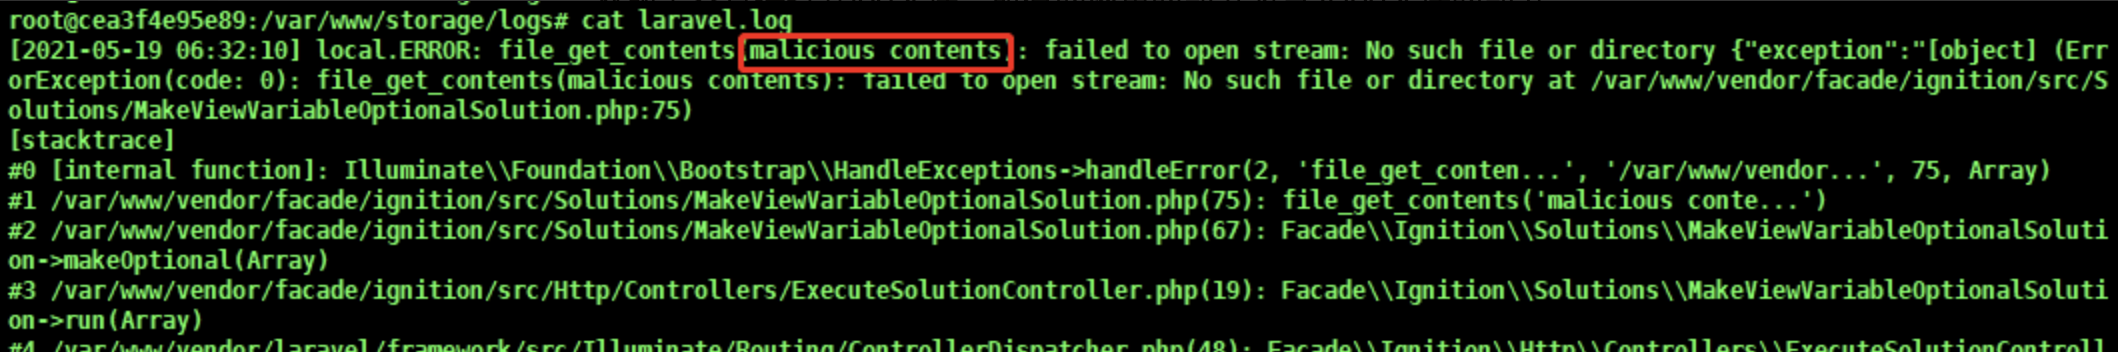 root@cea3f4e95e89:/var/www/storage/logs# cat laravel.log
[2021-05-19 06:32:10] local.ERROR: file_get_contents(malicious contents): failed to open stream: No such file or directory {"exception":"[object] (Err
orException(code: 0): file_get_contents(malicious contents): failed to open stream: No such file or directory at /var/www/vendor/facade/ignition/src/S
olutions/MakeViewVariableOptionalSolution.php:75)
[stacktrace]
#0 [internal function]: Illuminate\\Foundation\\Bootstrap\\HandleExceptions->handleError(2, 'file_get_conten...', '/var/www/vendor...', 75, Array)
#1 /var/www/vendor/facade/ignition/src/Solutions/MakeViewVariableOptionalSolution.php(75): file_get_contents('malicious conte...')
#2 /var/www/vendor/facade/ignition/src/Solutions/MakeViewVariableOptionalSolution.php(67): Facade\\Ignition\\Solutions\\MakeViewVariableOptionalSoluti
on->makeOptional(Array)
#3 /var/www/vendor/facade/ignition/src/Http/Controllers/ExecuteSolutionController.php(19): Facade\\Ignition\\Solutions\\MakeViewVariableOptionalSoluti
on->run(Array)
#4 /var/www/vendor/laravel/framework/src/Illuminate/Routing/ControllerDispatcher.php(48): Facade\\Ignition\\Http\\Controllers\\ExecuteSolutionControll